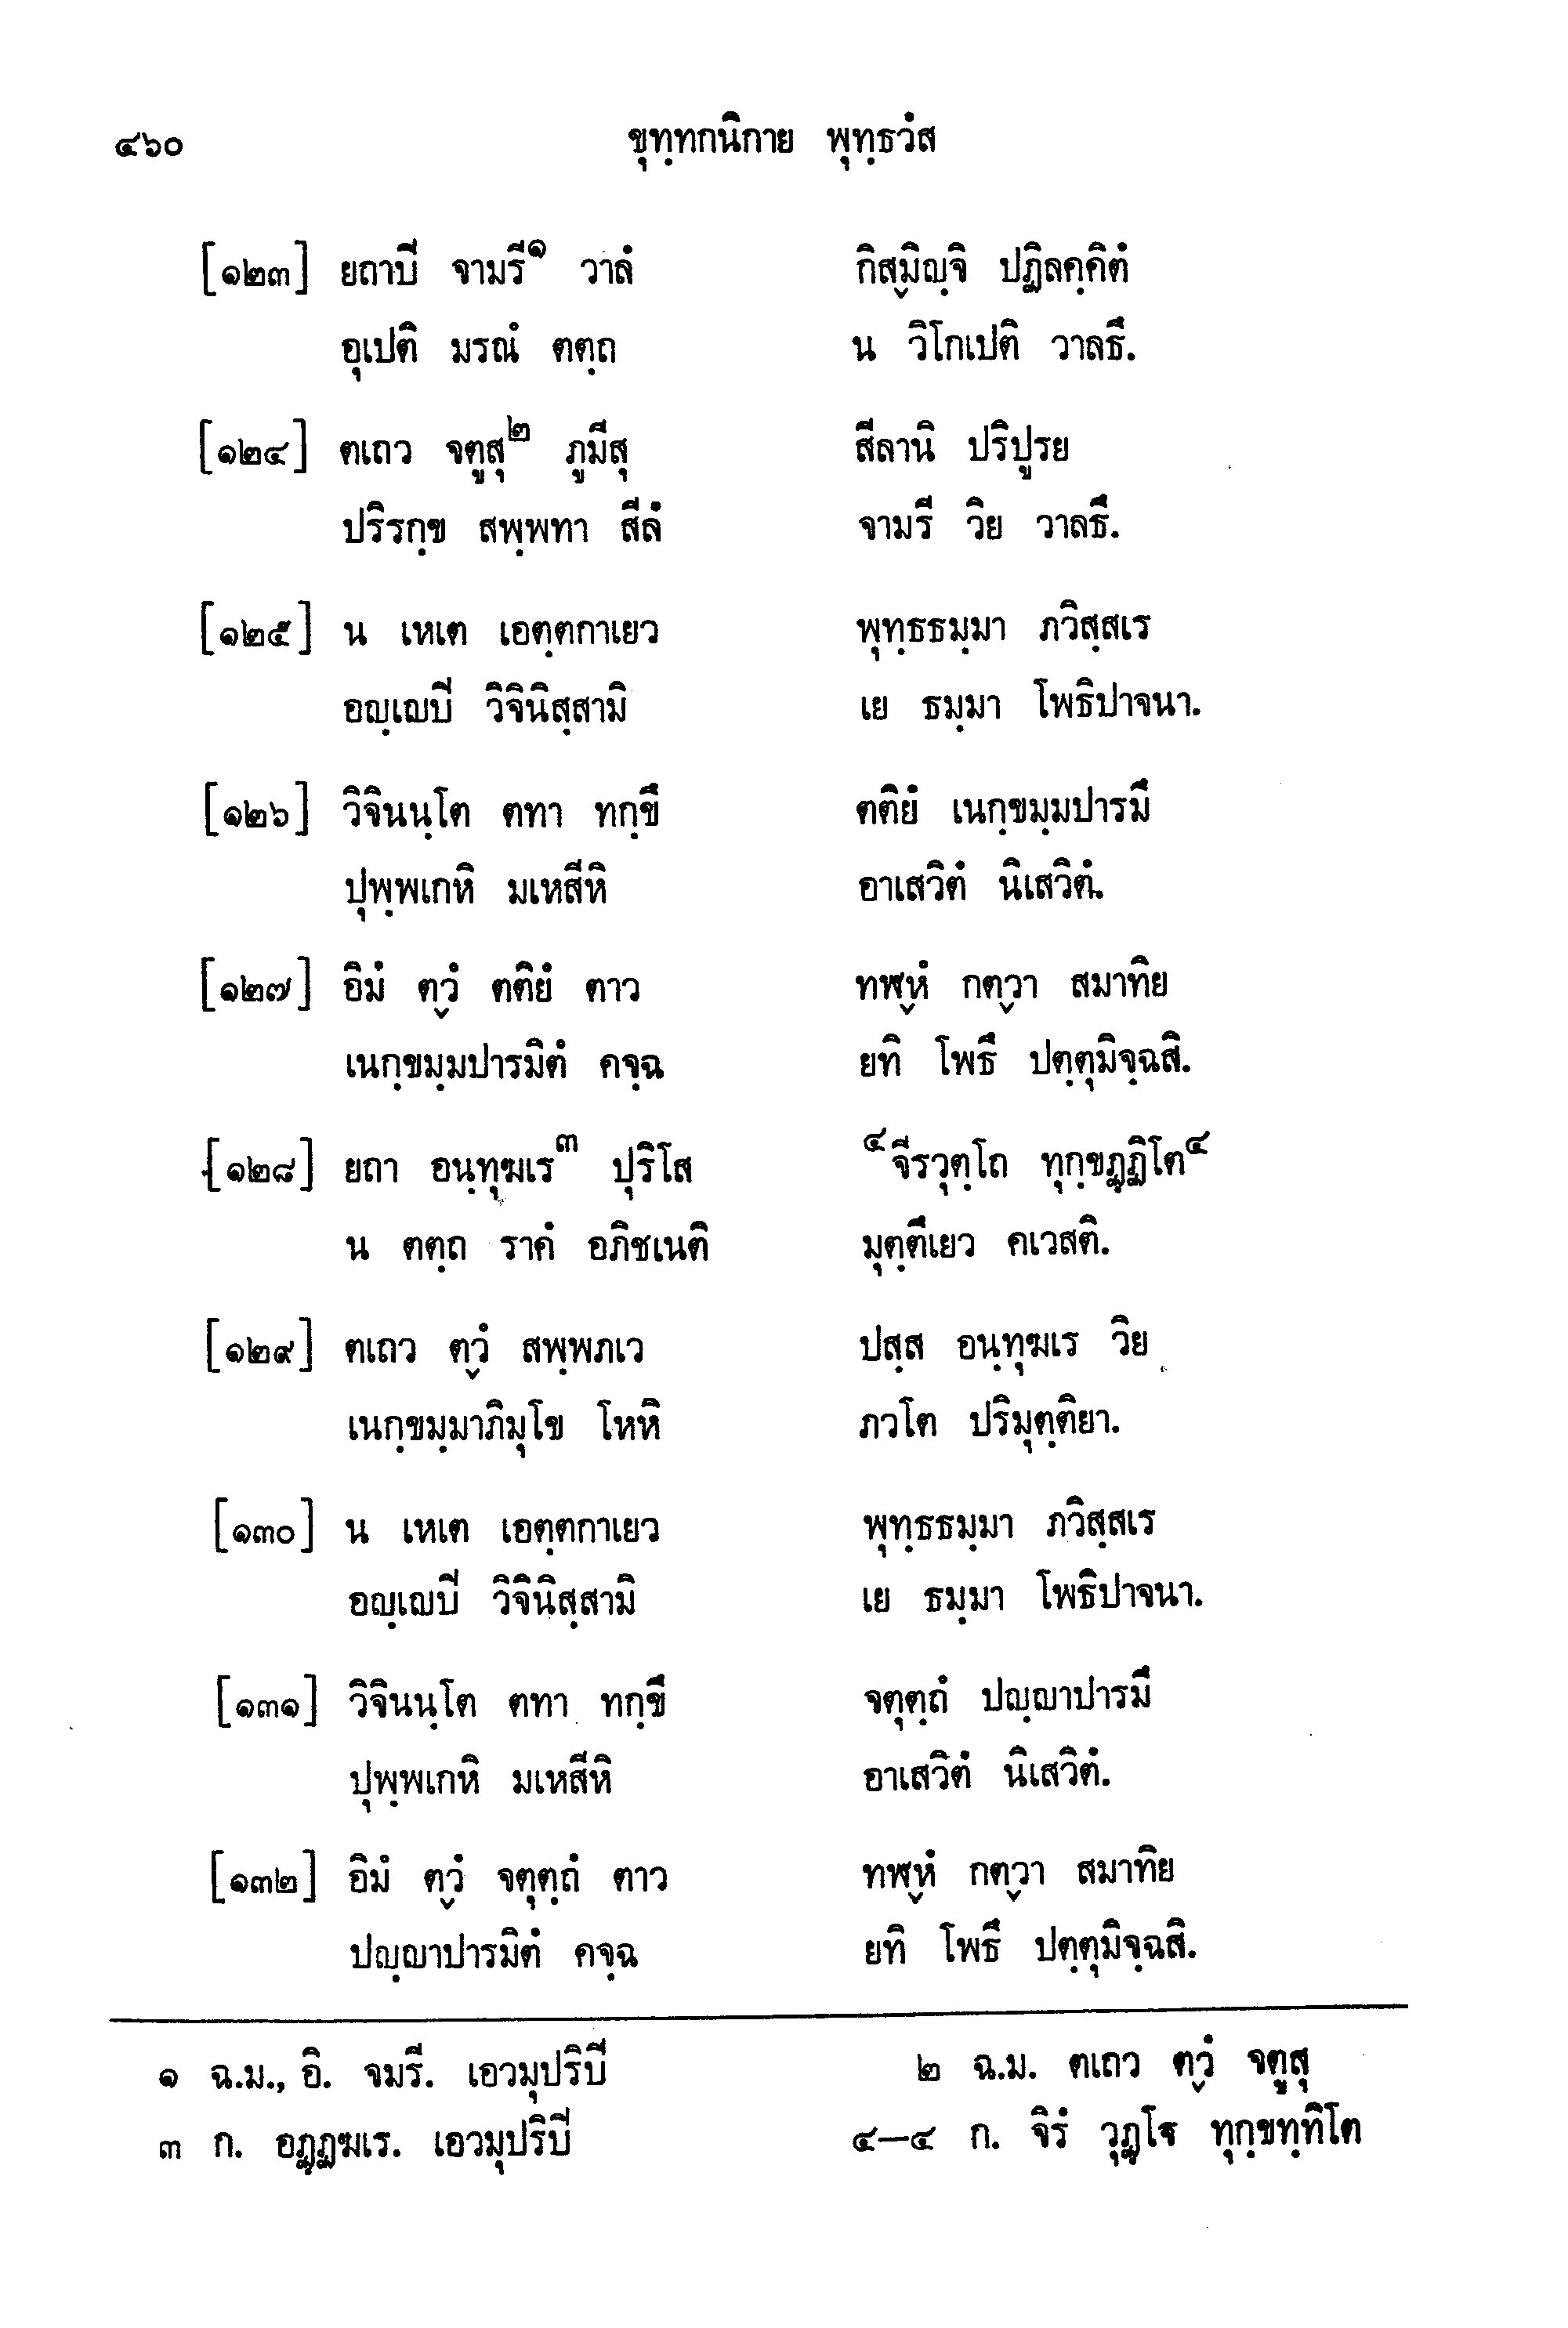 ๔๖๐ ขุทฺทกนิกาย พุทฺธวํส
[๑๒๓] ยถาปี จามรี๑ วาลํ กิสฺมิญฺจิ ปฏิลคฺคิตํ
อุเปติ มรณํ ตตฺถ น วิโกเปติ วาลธึ.
[๑๒๔] ตเถว จตูสุ๒ ภูมีสุ สีลานิ ปริปูรย
ปริรกฺข สพฺพทา สีลํ จามรี วิย วาลธึ.
[๑๒๕] น เหเต เอตฺตกาเยว พุทฺธธมฺมา ภวิสฺสเร
อญฺเญปี วิจินิสฺสามิ เย ธมฺมา โพธิปาจนา.
[๑๒๖] วิจินนฺโต ตทา ทกฺขึ ตติยํ เนกฺขมฺมปารมึ
ปุพฺพเกหิ มเหสีหิ อาเสวิตํ นิเสวิตํ.
[๑๒๗] อิมํ ตฺวํ ตติยํ ตาว ทฬฺหํ กตฺวา สมาทิย
เนกฺขมฺมปารมิตํ คจฺฉ ยทิ โพธึ ปตฺตุมิจฺฉสิ.
[๑๒๘] ยถา อนฺทุฆเร๓ ปุริโส ๔จีรวุตฺโถ ทุกฺขฏฺฏิโต๔
น ตตฺถ ราคํ อภิชเนติ มุตฺตึเยว คเวสติ.
[๑๒๙] ตเถว ตฺวํ สพฺพภเว ปสฺส อนฺทุฆเร วิย
เนกฺขมฺมาภิมุโข โหหิ ภวโต ปริมุตฺติยา.
[๑๓๐] น เหเต เอตฺตกาเยว พุทฺธธมฺมา ภวิสฺสเร
อญฺเญปี วิจินิสฺสามิ เย ธมฺมา โพธิปาจนา.
[๑๓๑] วิจินนฺโต ตทา ทกฺขึ จตุตฺถํ ปญฺญาปารมึ
ปุพฺพเกหิ มเหสีหิ อาเสวิตํ นิเสวิตํ.
[๑๓๒] อิมํ ตฺวํ จตุตฺถํ ตาว ทฬฺหํ กตฺวา สมาทิย
ปญฺญาปารมิตํ คจฺฉ ยทิ โพธึ ปตฺตุมิจฺฉสิ.
๑ ฉ.ม., อิ. จมรี. เอวมุปริปี ๒ ฉ.ม. ตเถว ตฺวํ จตูสุ
๓ ก. อฏฺฏฆเร. เอวมุปริปี ๔–๔ ก. จิรํ วุฏฺโฐ ทุกฺขทฺทิโต